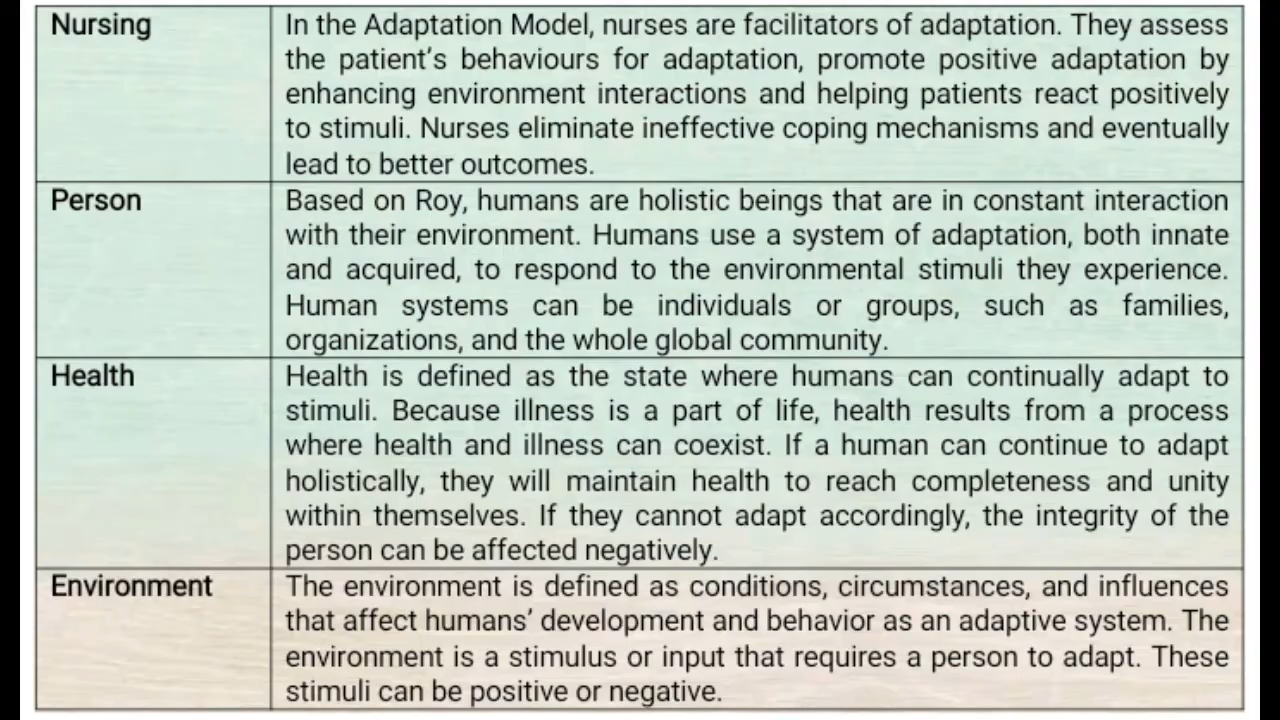 Nursing
In the Adaptation Model, nurses are facilitators of adaptation. They assess
the patient's behaviours for adaptation, promote positive adaptation by
enhancing environment interactions and helping patients react positively
to stimuli. Nurses eliminate ineffective coping mechanisms and eventually
lead to better outcomes.
Person
Based on Roy, humans are holistic beings that are in constant interaction
with their environment. Humans use a system of adaptation, both innate
and acquired, to respond to the environmental stimuli they experience.
Human systems can be individuals or groups, such as families,
organizations, and the whole global community.
Health
Health is defined as the state where humans can continually adapt to
stimuli. Because illness is a part of life, health results from a process
where health and illness can coexist. If a human can continue to adapt
holistically, they will maintain health to reach completeness and unity
within themselves. If they cannot adapt accordingly, the integrity of the
person can be affected negatively.
Environment
The environment is defined as conditions, circumstances, and influences
that affect humans' development and behavior as an adaptive system. The
environment is a stimulus or input that requires a person to adapt. These
stimuli can be positive or negative.